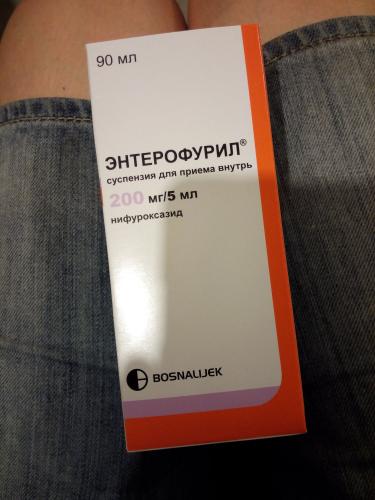 90 мл
ЭНТЕРОФУРИЛ®
суспензия для приема внутрь
200 мг/5 мл
нифуроксазид
BOSNALIJEK